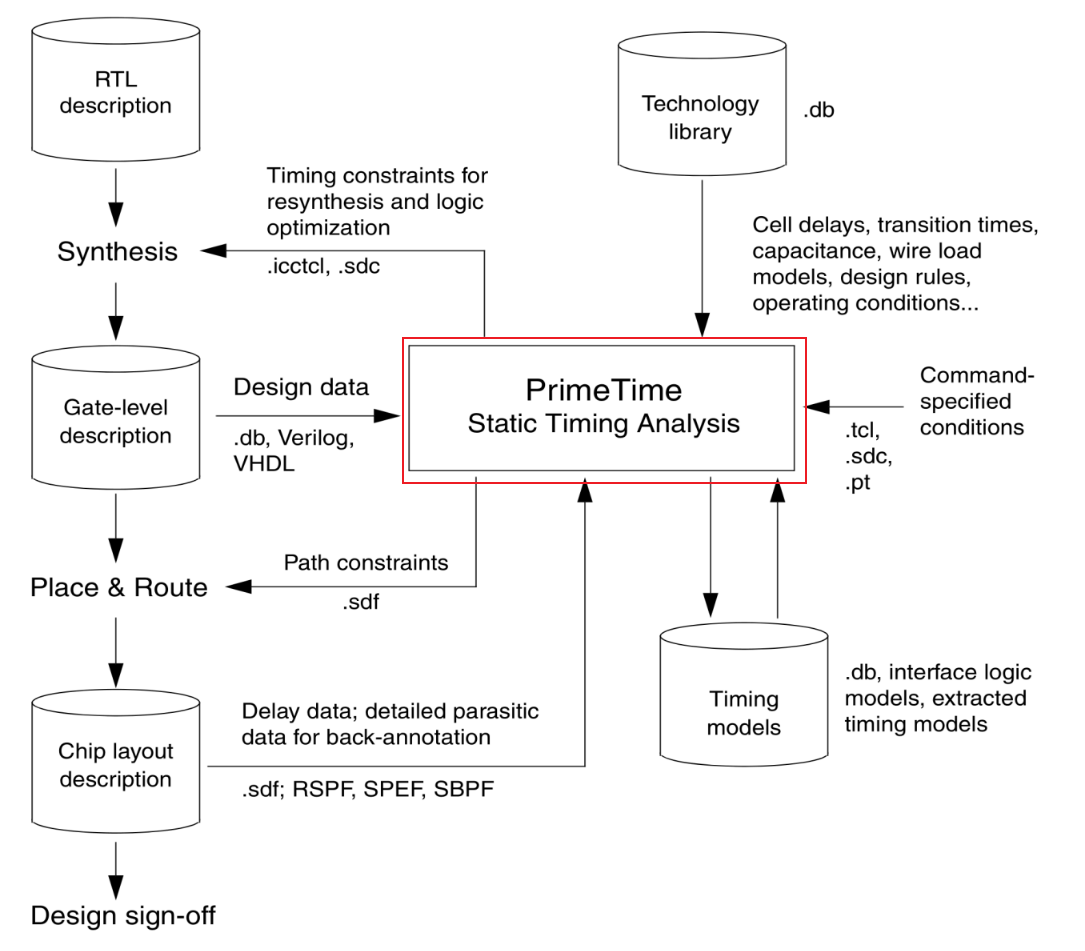 RTL
description
Technology
library
.db
Timing constraints for
resynthesis and logic
optimization
.icctcl, .sdc
Synthesis
Cell delays, transition times,
capacitance, wire load
models, design rules,
operating conditions...
Gate-level
description
Design data
.db, Verilog,
VHDL
PrimeTime
Static Timing Analysis
Command-
specified
conditions
.tcl,
.sdc,
.pt
Place & Route
Path constraints
.sdf
Chip layout
description
Delay data; detailed parasitic
data for back-annotation
.sdf; RSPF, SPEF, SBPF
Timing
models
.db, interface logic
models, extracted
timing models
Design sign-off